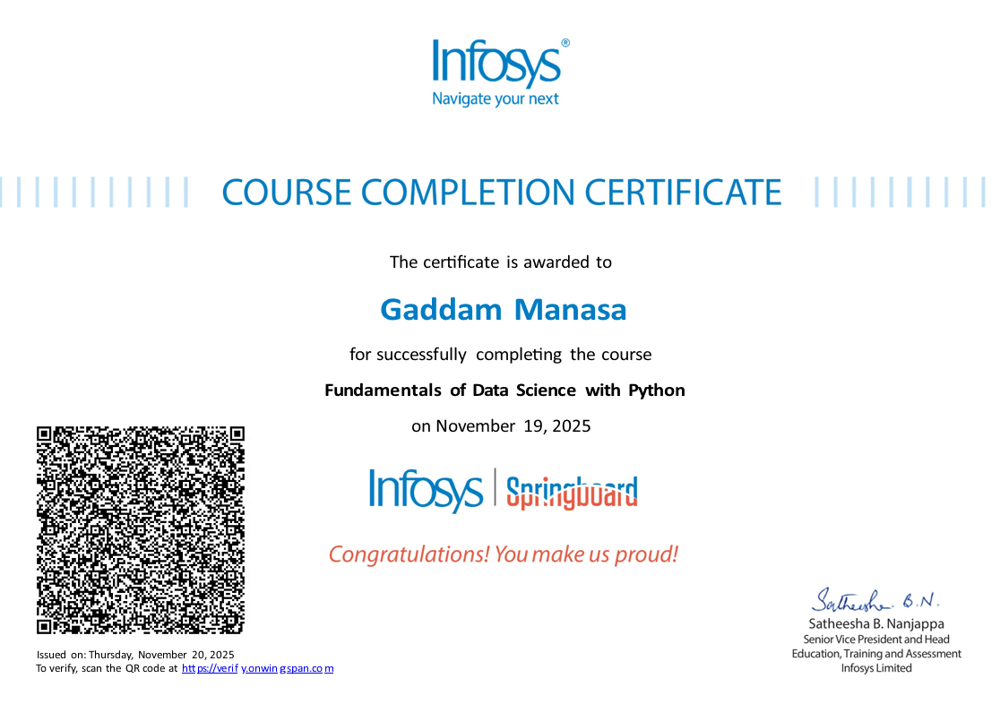 Infosys®
Navigate your next
COURSE COMPLETION CERTIFICATE
The certificate is awarded to
Gaddam Manasa
for successfully completing the course
Fundamentals of Data Science with Python
on November 19, 2025
Infosys | Springboard
Congratulations! You make us proud!
Satheesha B.N.
Satheesha B. Nanjappa
Senior Vice President and Head
Education, Training and Assessment
Infosys Limited
Issued on: Thursday, November 20, 2025
To verify, scan the QR code at https://verify.onwingspan.com